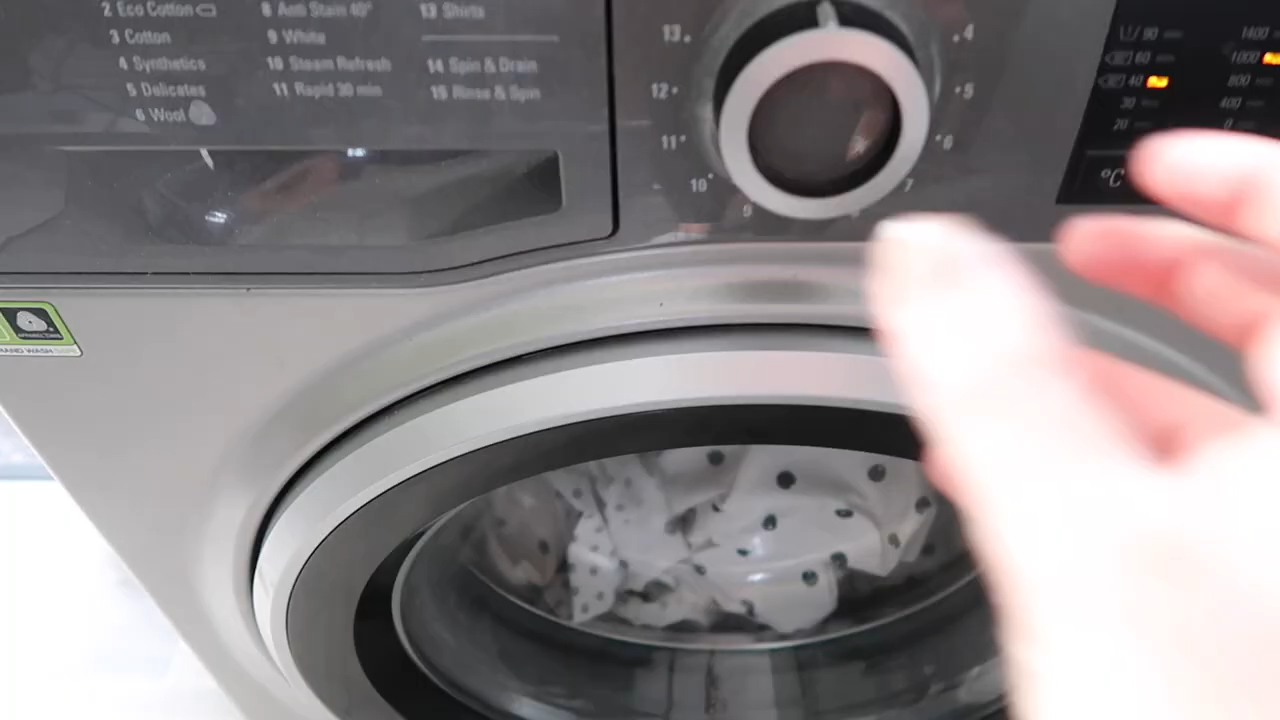 2 Eco Cotton
3 Cotton
4 Synthetics
5 Delicates
6 Wool
8 Anti Stain 40°
9 White
10 Steam Refresh
11 Rapid 30 min
13 Shirts
14 Spin & Drain
15 Rinse & Spin
13
12
11
10
9
4
5
6
7
90
60
40
30
20
°C
1400
1000
800
400
0
HAND WASH